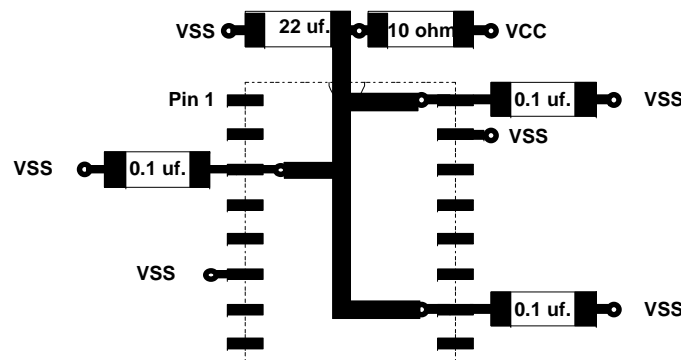 VSS 22 uf. 10 ohm VCC
Pin 1 0.1 uf. VSS
VSS
VSS 0.1 uf.
VSS
0.1 uf. VSS